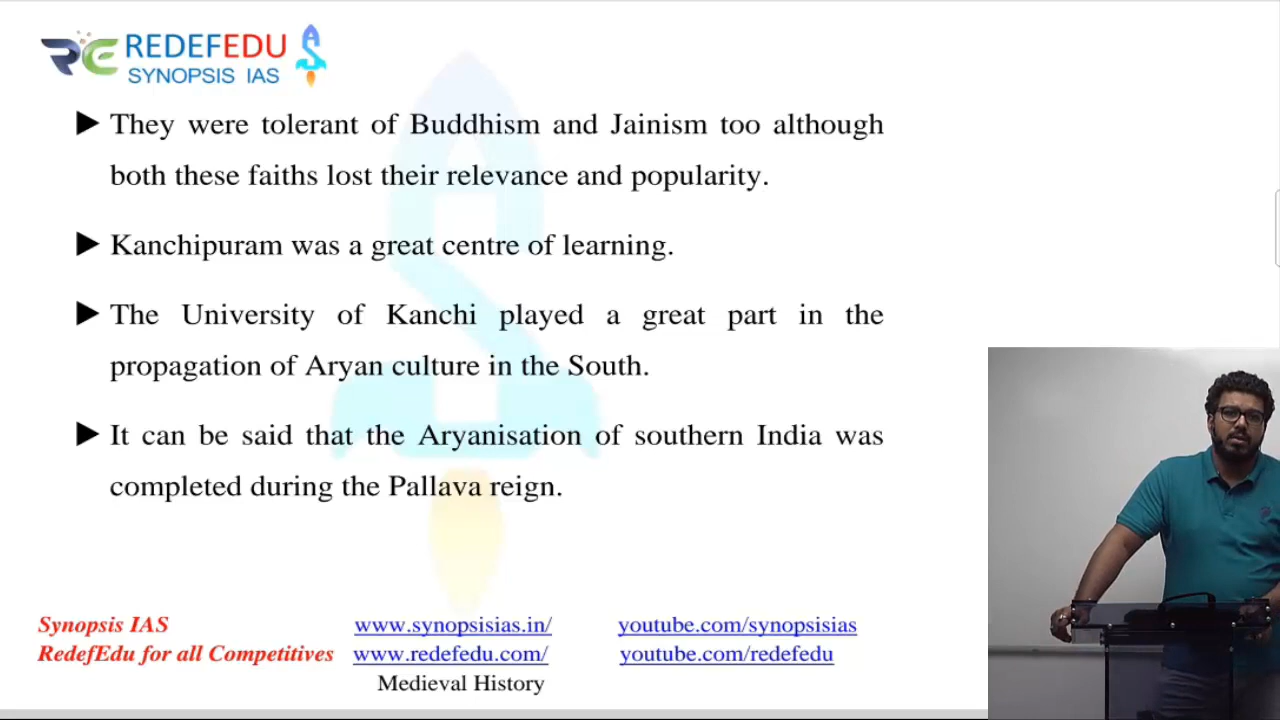 REDEFEDU
SYNOPSIS IAS
They were tolerant of Buddhism and Jainism too although
both these faiths lost their relevance and popularity.
Kanchipuram was a great centre of learning.
The University of Kanchi played a great part in the
propagation of Aryan culture in the South.
It can be said that the Aryanisation of southern India was
completed during the Pallava reign.
Synopsis IAS www.synopsisias.in/ youtube.com/synopsisias
RedefEdu for all Competitives www.redefedu.com/ youtube.com/redefedu
Medieval History